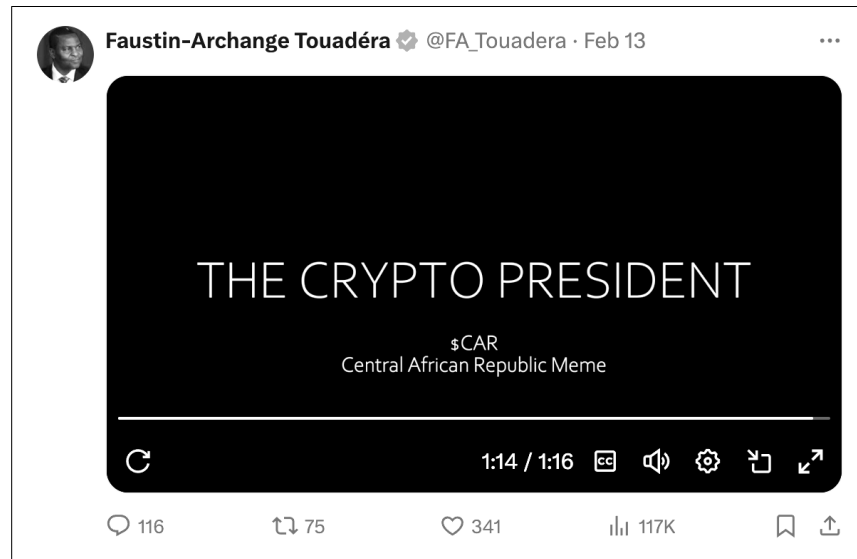 Faustin-Archange Touadéra @FA_Touadera · Feb 13
THE CRYPTO PRESIDENT
$CAR
Central African Republic Meme
1:14 / 1:16 CC
116 75 341 117K